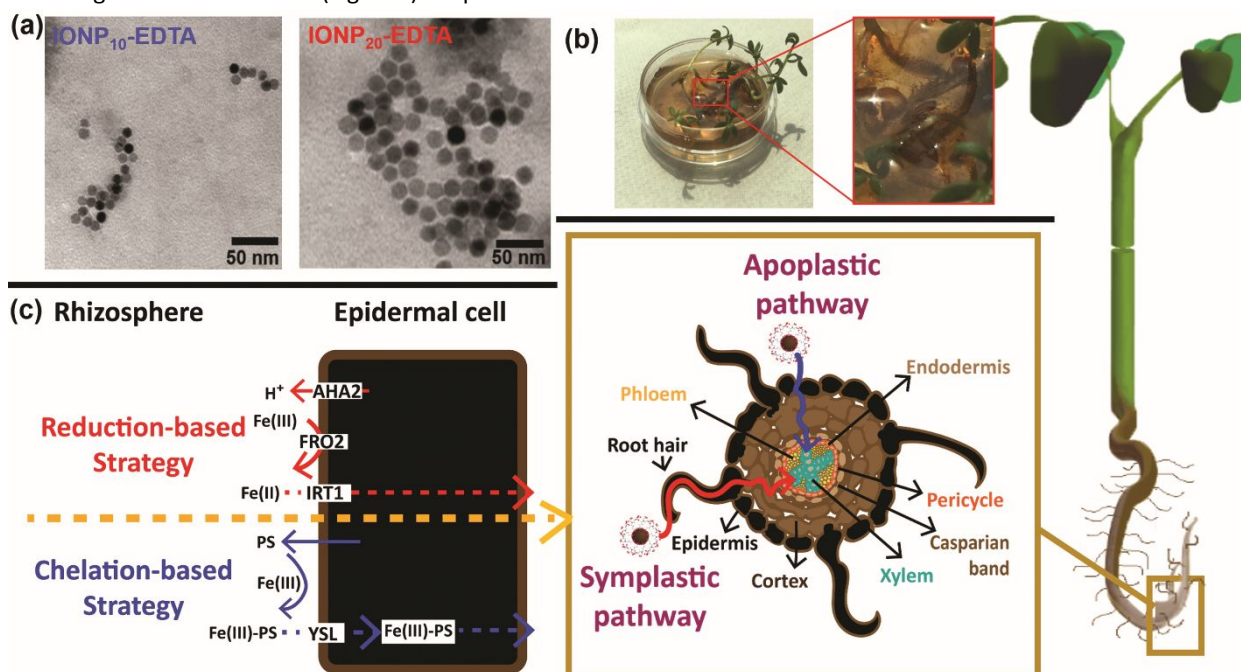 (a)
IONP10-EDTA
IONP20-EDTA
50 nm
50 nm
(b)
(c) Rhizosphere
Epidermal cell
H+
AHA2
Fe(III)
FRO2
Reduction-based
Strategy
Fe(II)
IRT1
PS
Chelation-based
Strategy
Fe(III)
Fe(III)-PS
YSL
Fe(III)-PS
Apoplastic
pathway
Endodermis
Phloem
Root hair
Pericycle
Epidermis
Casparian
band
Cortex
Xylem
Symplastic
pathway